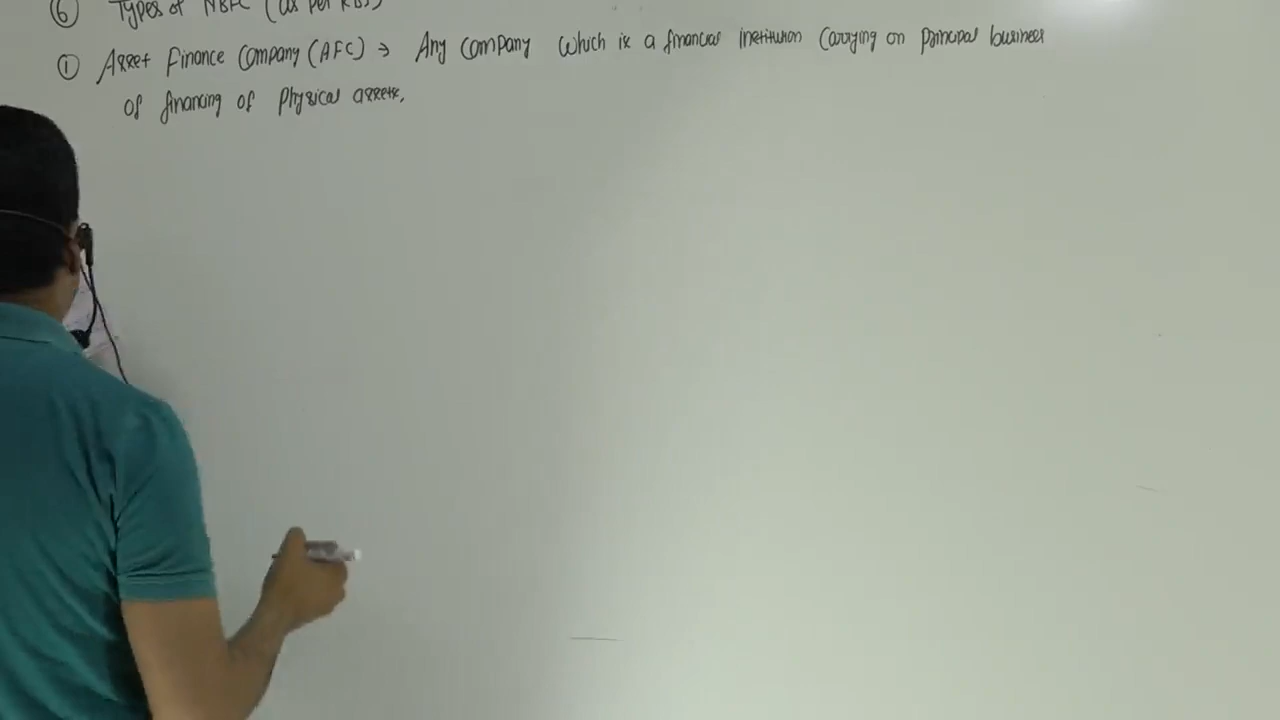 ⑥ Types of NBFC (as per RBI)
① Asset Finance Company (AFC) → Any Company which is a financial institution Carrying on principal business
of financing of Physical assets.